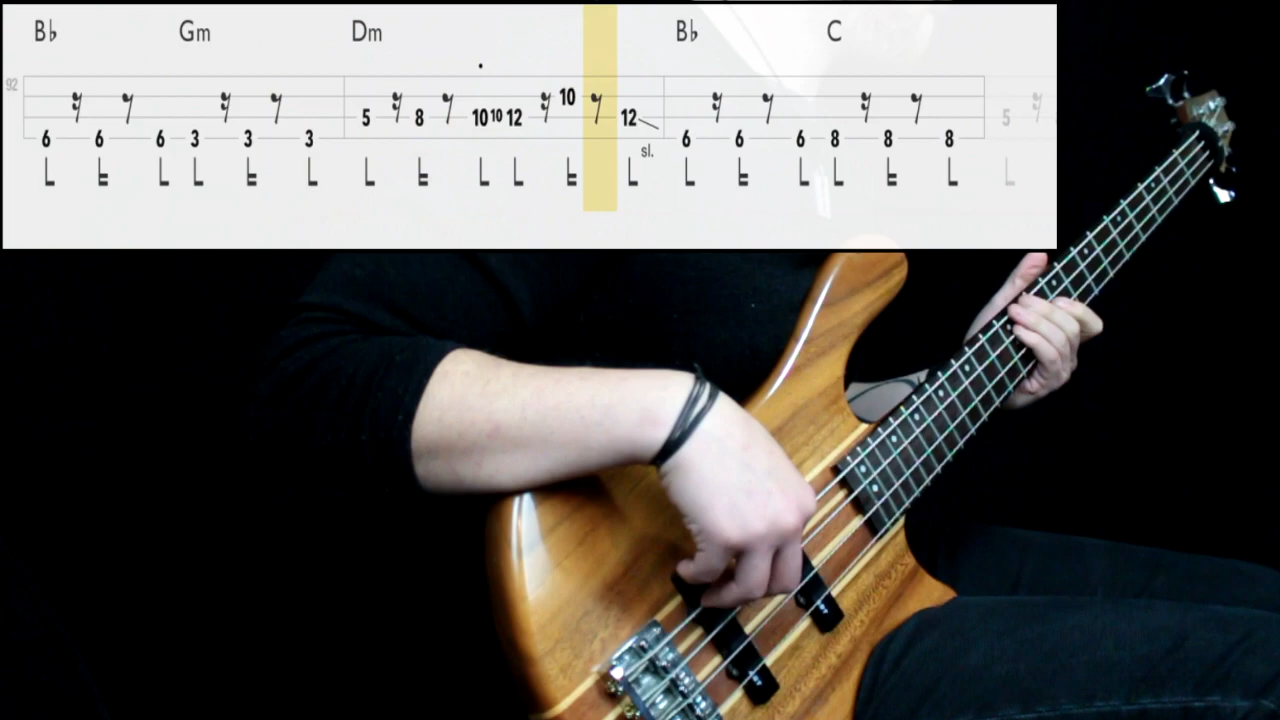 B♭ Gm Dm B♭ C
92
10
5 8 10 10 12 12 5
6 6 6 3 3 3 6 6 6 8 8 8
sl.